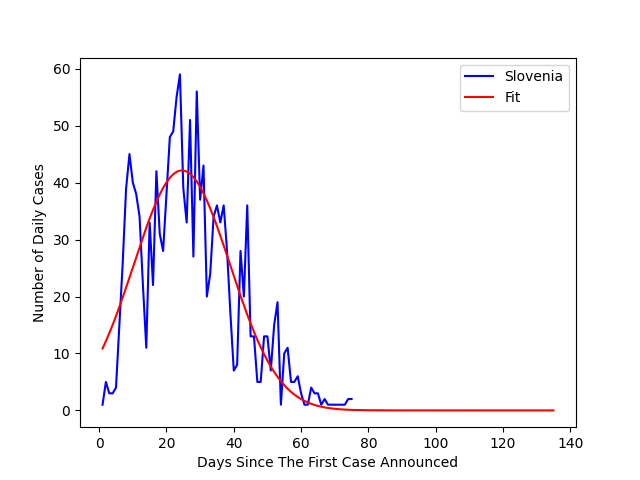 Slovenia
Fit
60
50
40
30
20
10
0
Number of Daily Cases
0 20 40 60 80 100 120 140
Days Since The First Case Announced